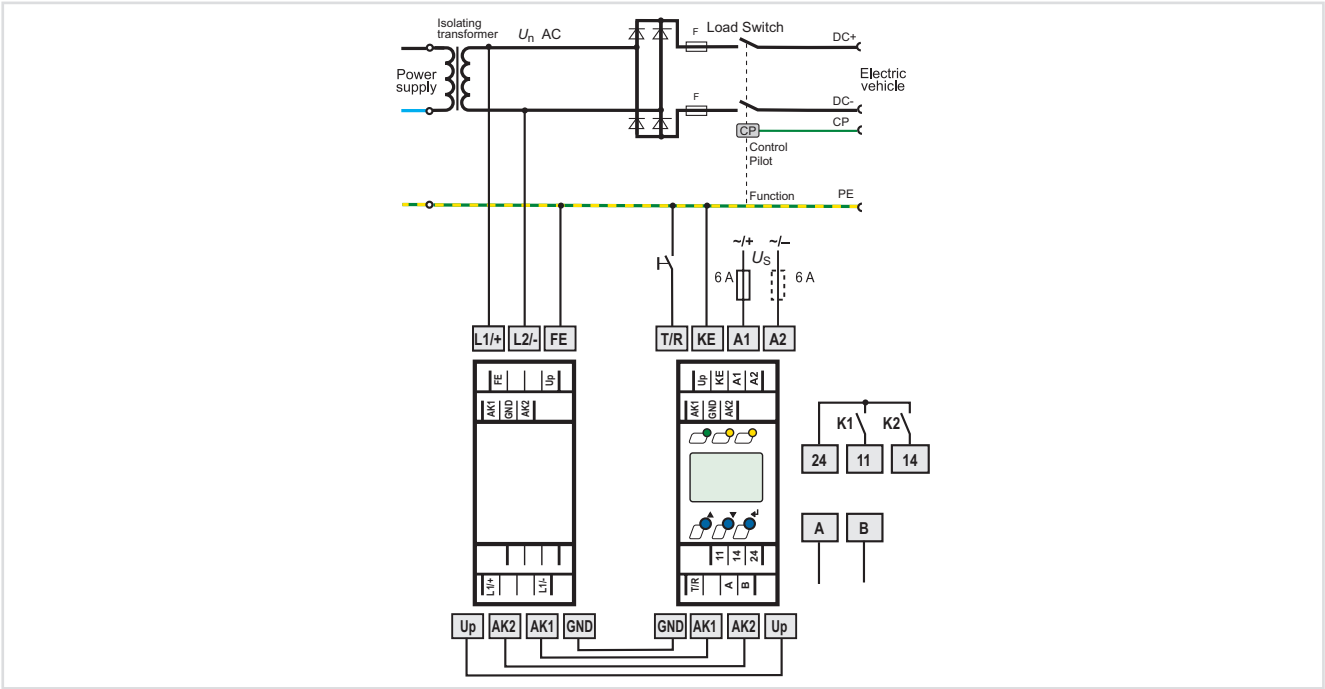 Isolating
transformer
Un AC
F
Load Switch
DC+
Power
supply
Electric
vehicle
F
DC-
CP
CP
Control
Pilot
Function
PE
~/+
~/–
US
6 A
6 A
L1/+
L2/-
FE
T/R
KE
A1
A2
FE
Up
Up
KE
A1
A2
AK1
GND
AK2
AK1
GND
AK2
K1
K2
24
11
14
A
B
11
14
24
L1/+
L1/-
T/R
A
B
Up
AK2
AK1
GND
GND
AK1
AK2
Up